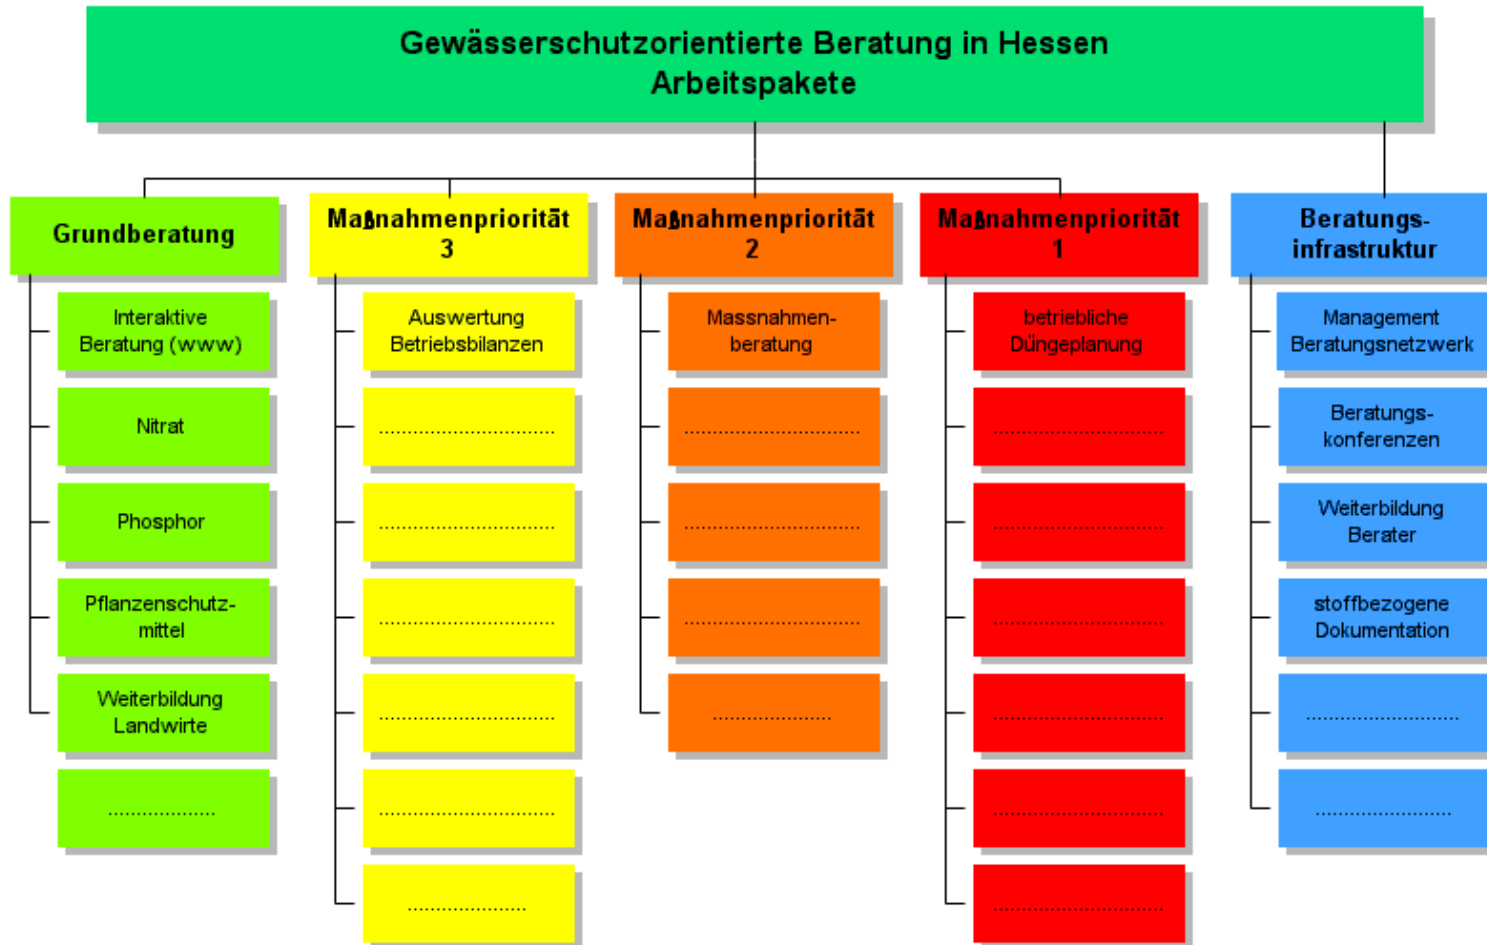 Gewässerschutzorientierte Beratung in Hessen
Arbeitspakete
Grundberatung
Interaktive
Beratung (www)
Nitrat
Phosphor
Pflanzenschutz-
mittel
Weiterbildung
Landwirte
...................
Maßnahmenpriorität
3
Auswertung
Betriebsbilanzen
...............................
...............................
...............................
...............................
...............................
.....................
Maßnahmenpriorität
2
Massnahmen-
beratung
...............................
...............................
...............................
.....................
Maßnahmenpriorität
1
betriebliche
Düngeplanung
.........................
.........................
.........................
.........................
.........................
.........................
Beratungs-
infrastruktur
Management
Beratungsnetzwerk
Beratungs-
konferenzen
Weiterbildung
Berater
stoffbezogene
Dokumentation
...........................
........................